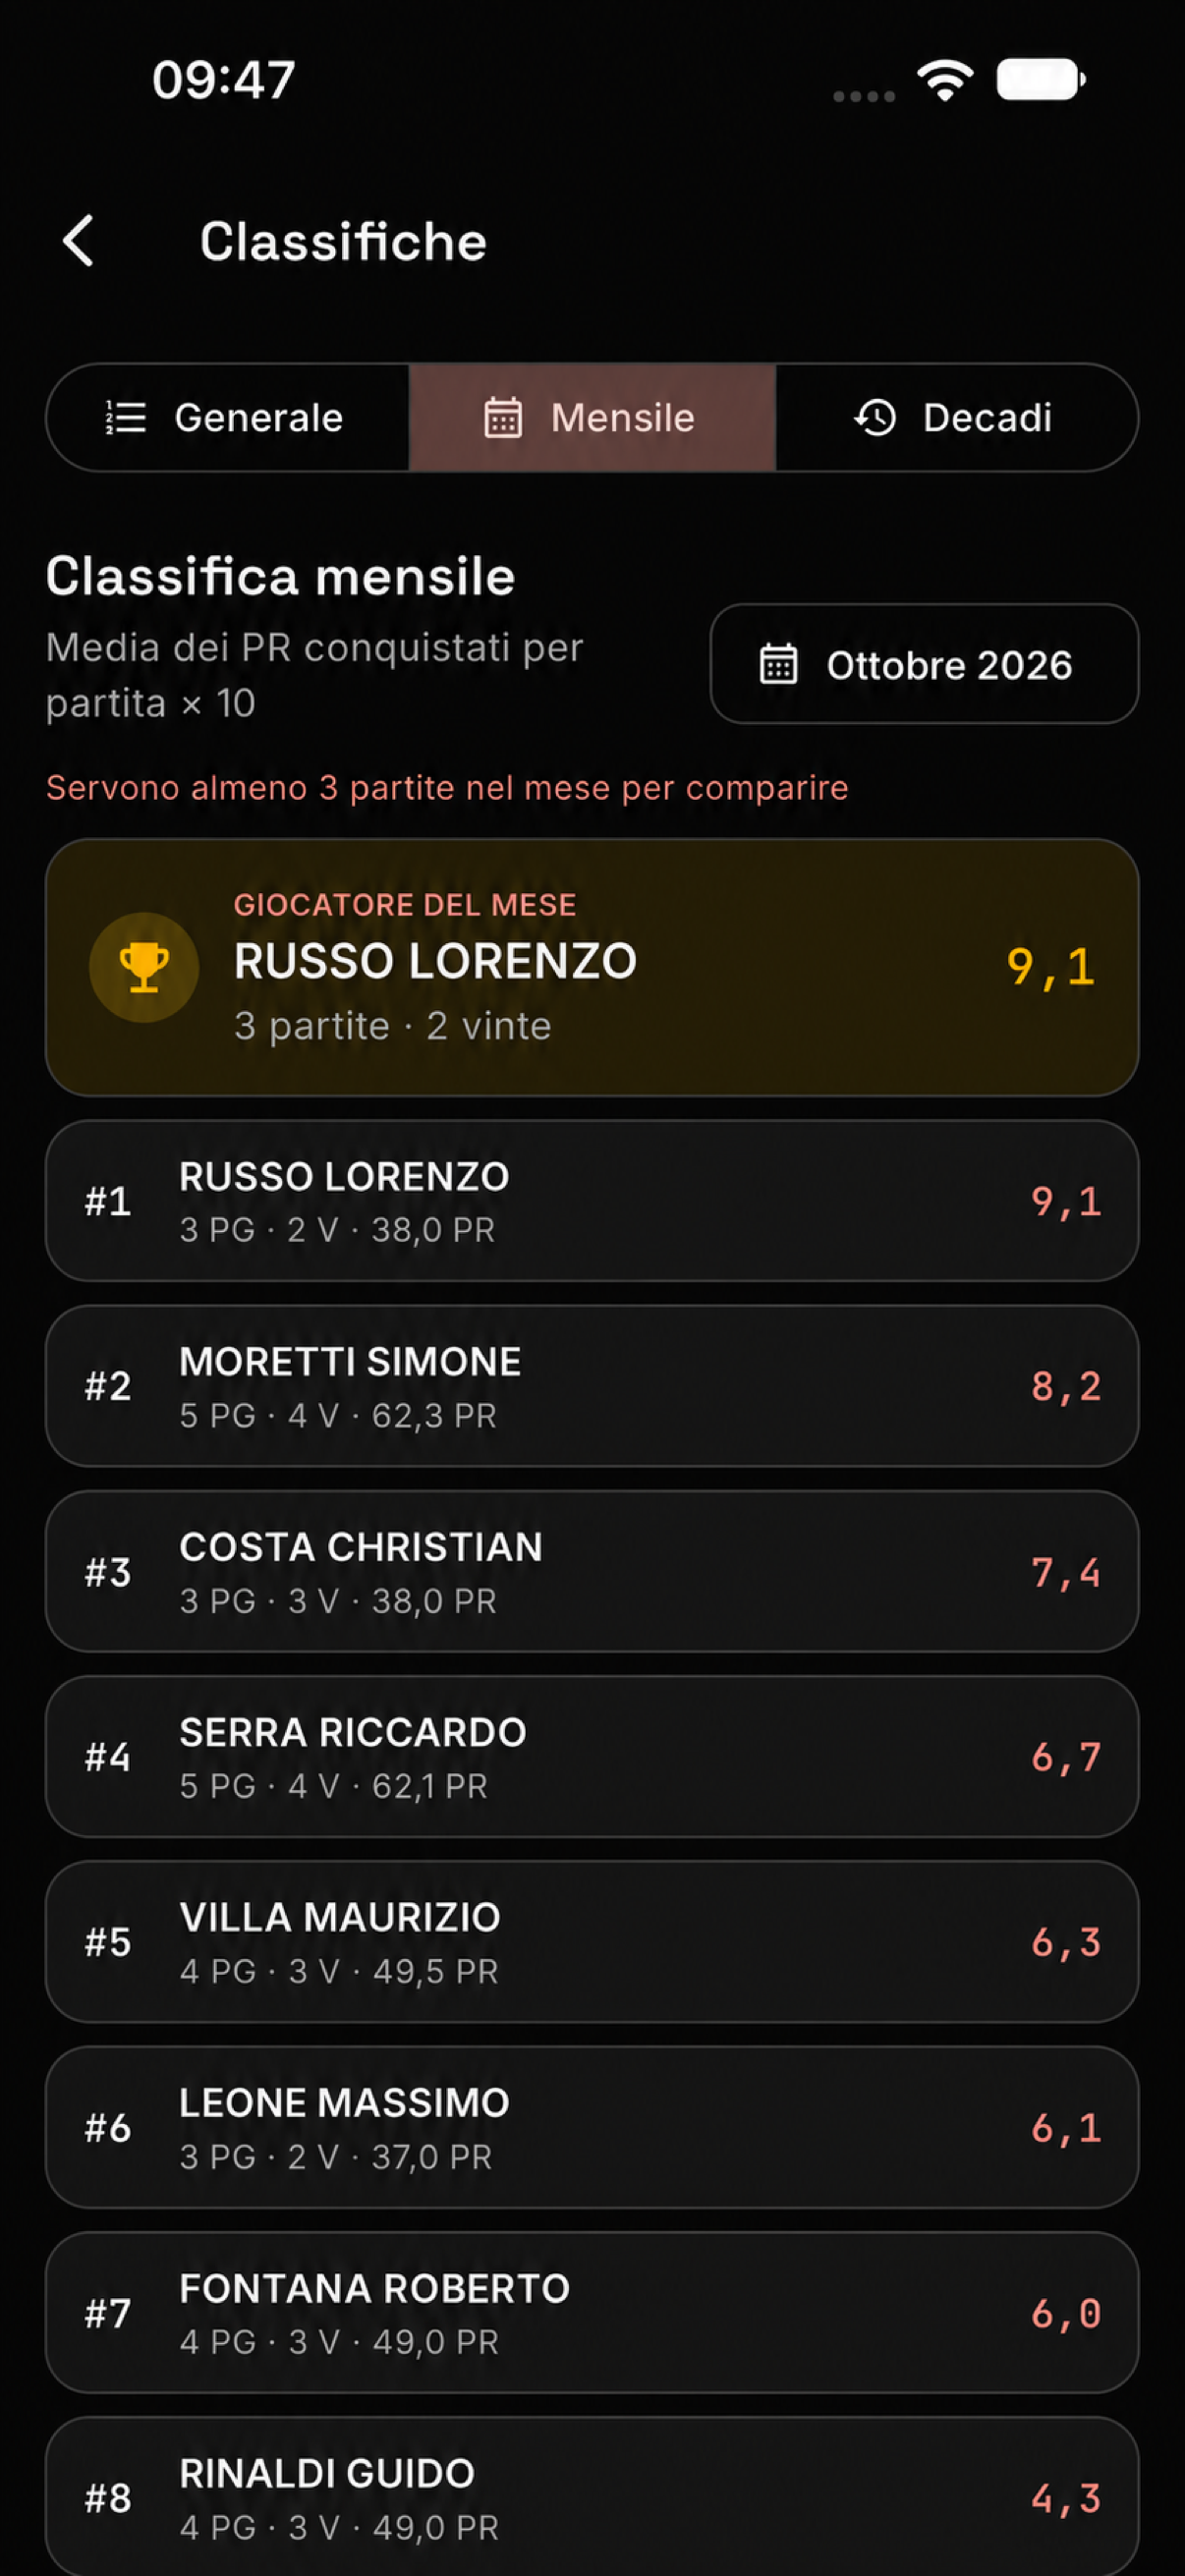 09:47
Classifiche
Generale
Mensile
Decadi
Classifica mensile
Media dei PR conquistati per
partita × 10
Ottobre 2026
Servono almeno 3 partite nel mese per comparire
GIOCATORE DEL MESE
RUSSO LORENZO
3 partite · 2 vinte
9,1
#1
RUSSO LORENZO
3 PG · 2 V · 38,0 PR
9,1
#2
MORETTI SIMONE
5 PG · 4 V · 62,3 PR
8,2
#3
COSTA CHRISTIAN
3 PG · 3 V · 38,0 PR
7,4
#4
SERRA RICCARDO
5 PG · 4 V · 62,1 PR
6,7
#5
VILLA MAURIZIO
4 PG · 3 V · 49,5 PR
6,3
#6
LEONE MASSIMO
3 PG · 2 V · 37,0 PR
6,1
#7
FONTANA ROBERTO
4 PG · 3 V · 49,0 PR
6,0
#8
RINALDI GUIDO
4 PG · 3 V · 49,0 PR
4,3